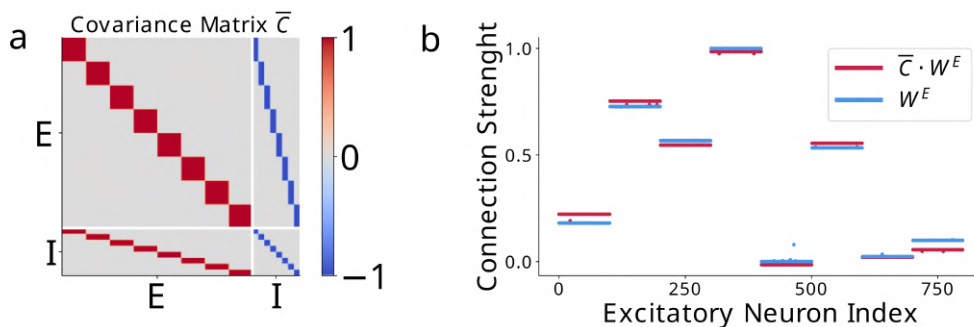 a
Covariance Matrix C̅
E
I
E
I
1
0
−1
b
Connection Strenght
1.0
0.5
0.0
C̅ · W^E
W^E
0
250
500
750
Excitatory Neuron Index